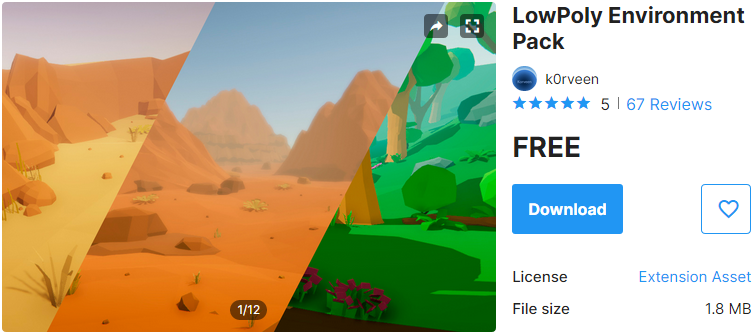 LowPoly Environment
Pack
k0rveen
5 | 67 Reviews
FREE
Download
License Extension Asset
File size 1.8 MB
1/12